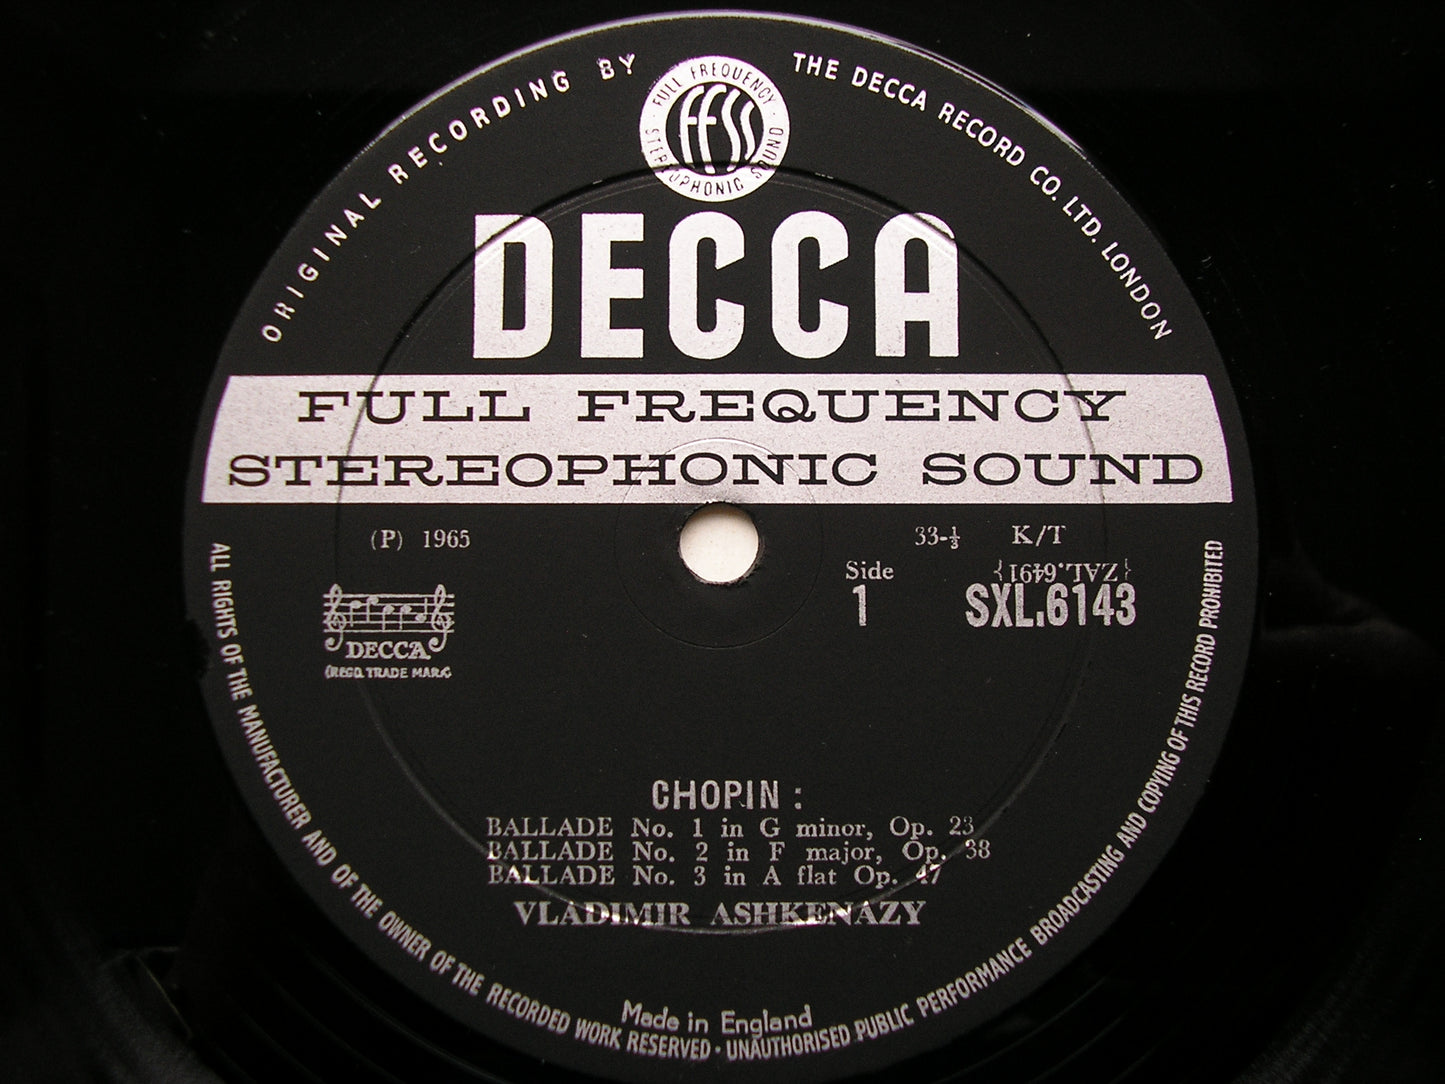 ORIGINAL RECORDING BY
THE DECCA RECORD CO. LTD. LONDON
FULL FREQUENCY
FFSS
STEREOPHONIC SOUND
DECCA
FULL FREQUENCY
STEREOPHONIC SOUND
(P) 1965
33-⅓ K/T
Side
1
{ZAL.6491}
SXL.6143
DECCA
(REGD. TRADE MARK)
CHOPIN :
BALLADE No. 1 in G minor, Op. 23
BALLADE No. 2 in F major, Op. 38
BALLADE No. 3 in A flat Op. 47
VLADIMIR ASHKENAZY
Made in England
ALL RIGHTS OF THE MANUFACTURER AND OF THE OWNER OF THE RECORDED WORK RESERVED · UNAUTHORISED PUBLIC PERFORMANCE BROADCASTING AND COPYING OF THIS RECORD PROHIBITED